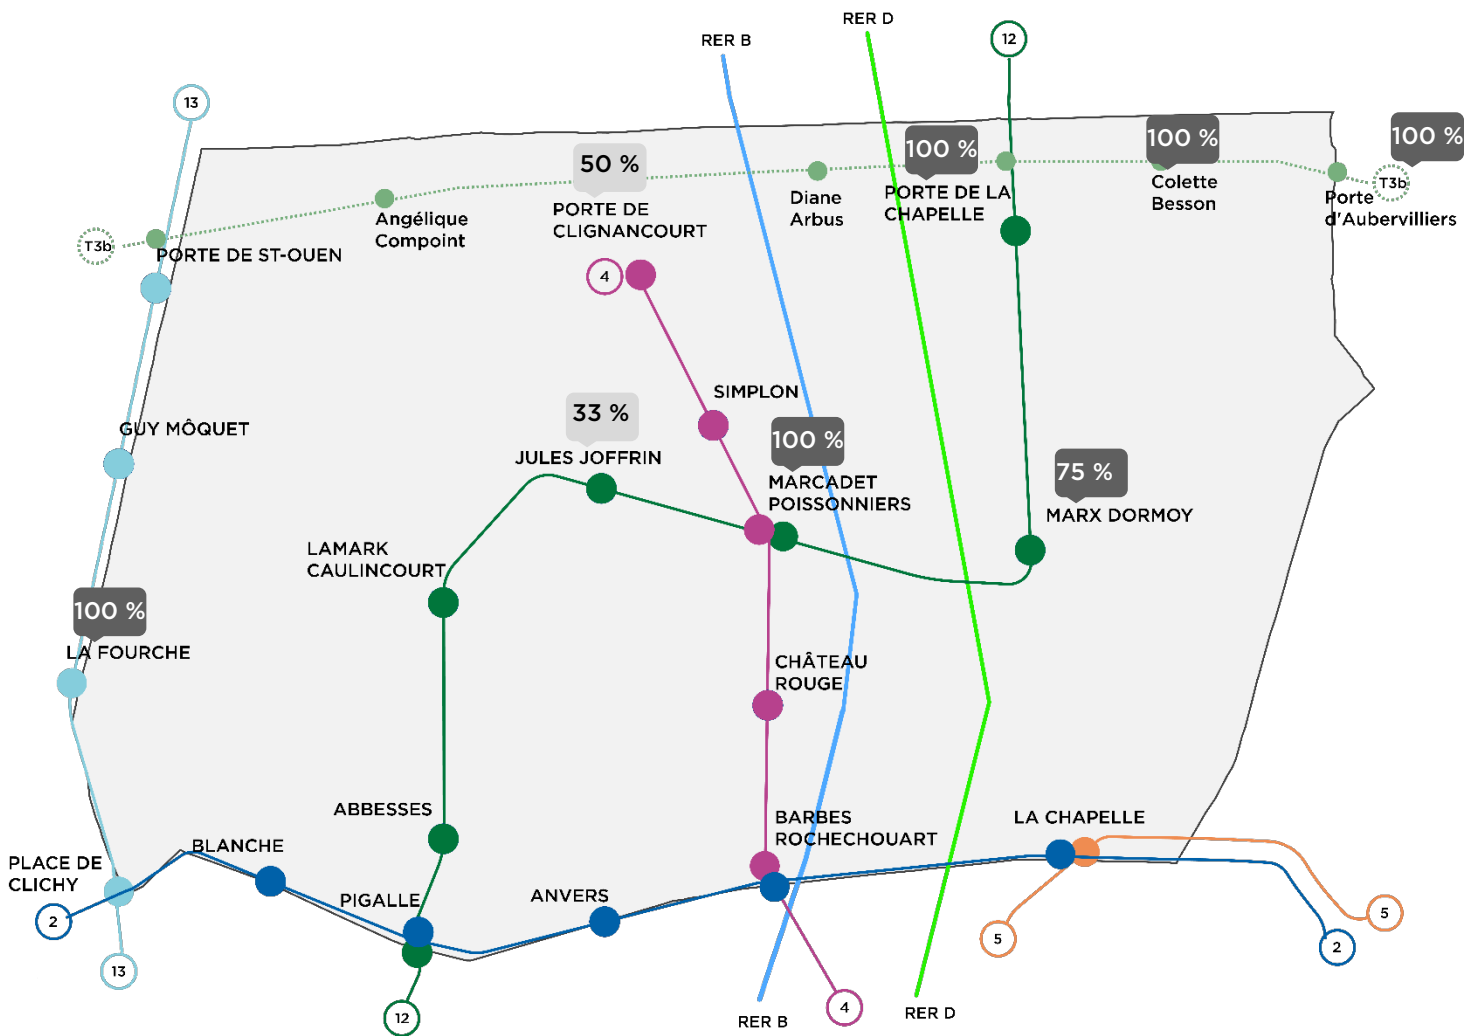 RER D
RER B
12
13
100 %
100 %
50 %
100 %
Diane
Arbus
PORTE DE LA
CHAPELLE
Colette
Besson
T3b
Porte
d'Aubervilliers
Angélique
Compoint
PORTE DE
CLIGNANCOURT
T3b
PORTE DE ST-OUEN
4
SIMPLON
33 %
GUY MÔQUET
JULES JOFFRIN
100 %
MARCADET
POISSONNIERS
75 %
MARX DORMOY
LAMARK
CAULINCOURT
100 %
LA FOURCHE
CHÂTEAU
ROUGE
ABBESSES
BARBES
ROCHECHOUART
LA CHAPELLE
BLANCHE
PLACE DE
CLICHY
PIGALLE
ANVERS
2
5
5
2
13
4
12
RER B
RER D